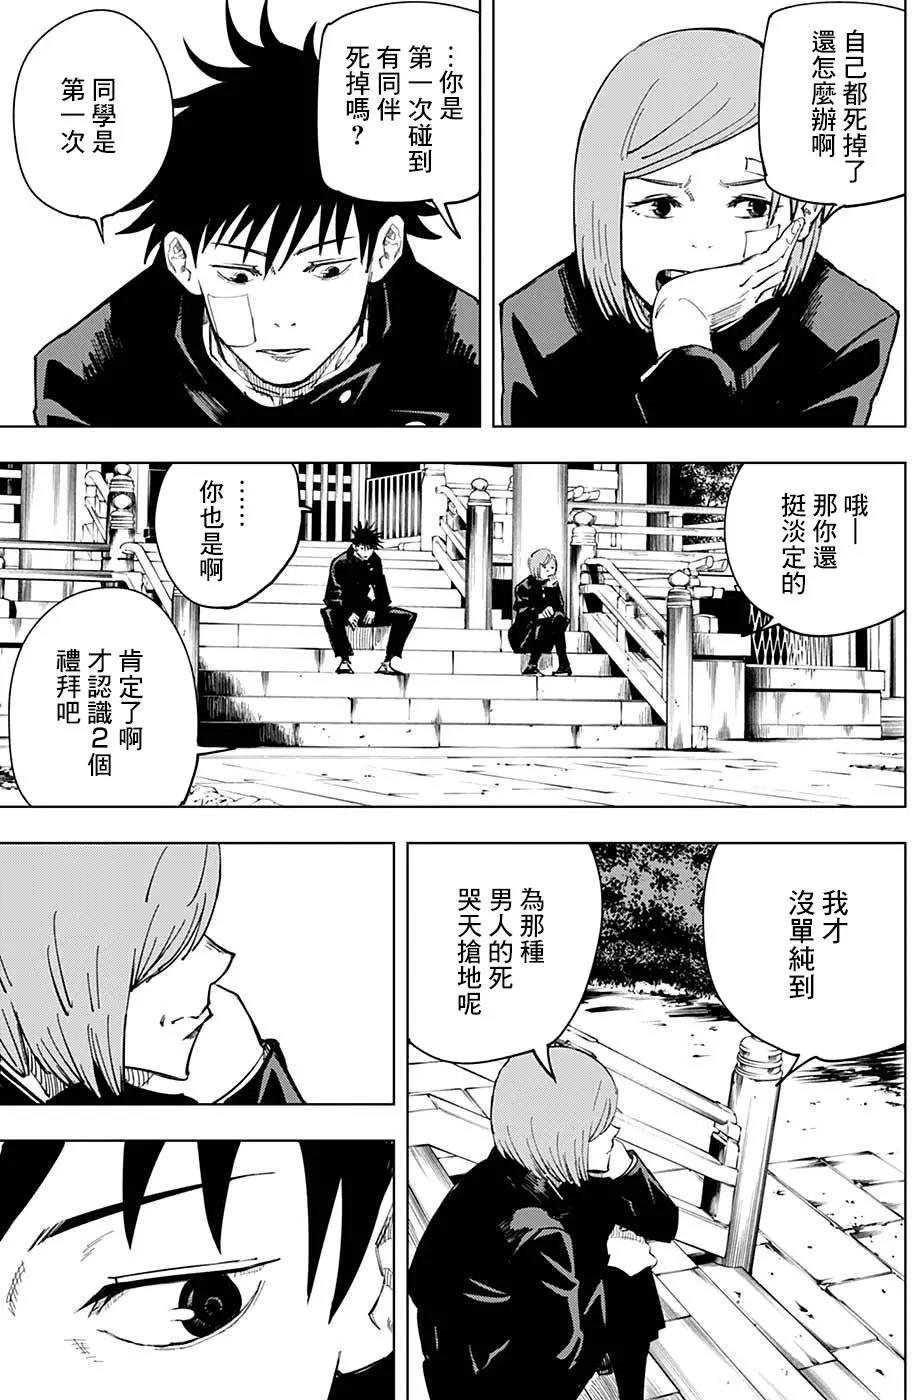 自己都死掉了
還怎麼辦啊
…你是
第一次碰到
有同伴
死掉嗎？
同學是
第一次
哦—
那你還
挺淡定的
……
你也是啊
肯定了啊
才認識2個
禮拜吧
我才
沒單純到
為那種
男人的死
哭天搶地呢